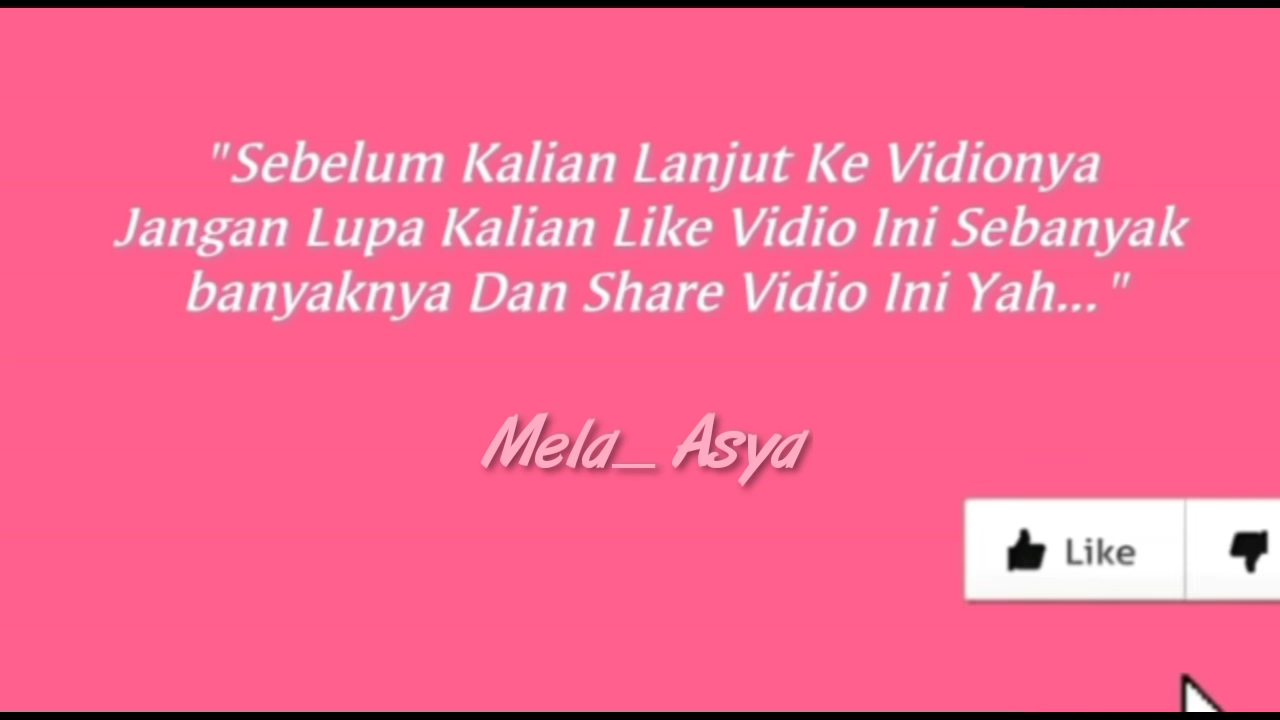 "Sebelum Kalian Lanjut Ke Vidionya
Jangan Lupa Kalian Like Vidio Ini Sebanyak
banyaknya Dan Share Vidio Ini Yah..."
Mela_ Asya
Like